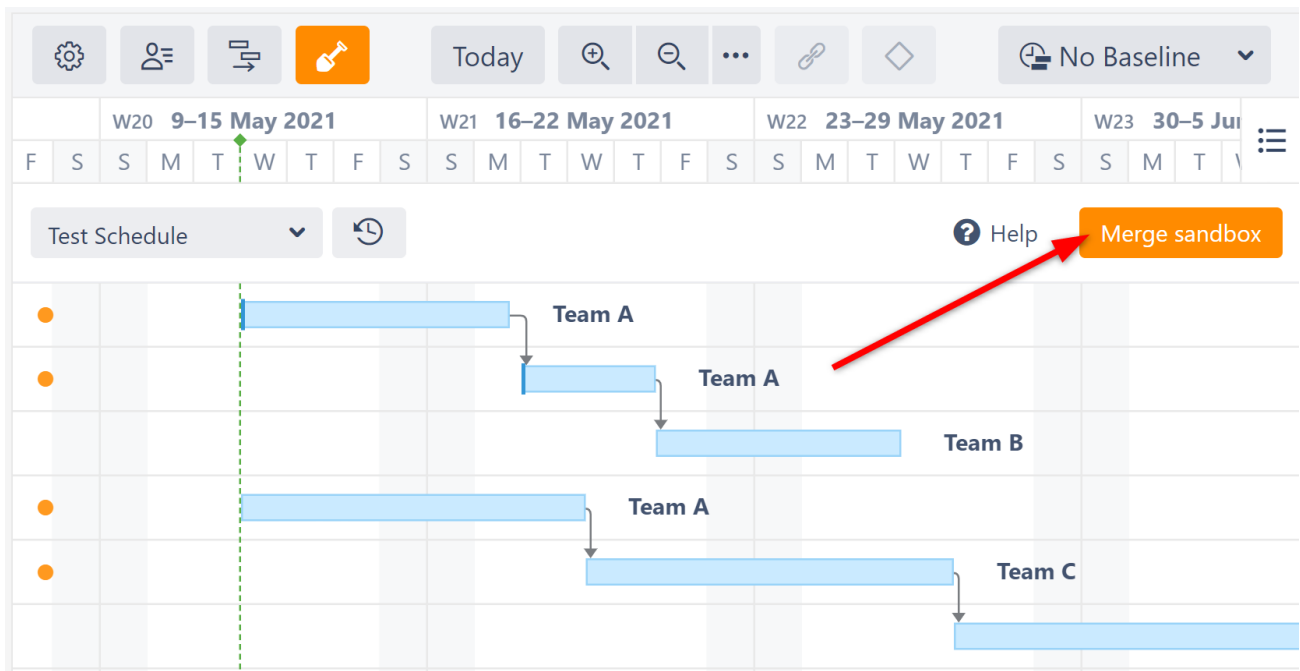 Today
No Baseline
W20 9–15 May 2021 W21 16–22 May 2021 W22 23–29 May 2021 W23 30–5
F S S M T W T F S S M T W T F S S M T W T F S S M T
Test Schedule
Help
Merge sandbox
Team A
Team A
Team B
Team A
Team C